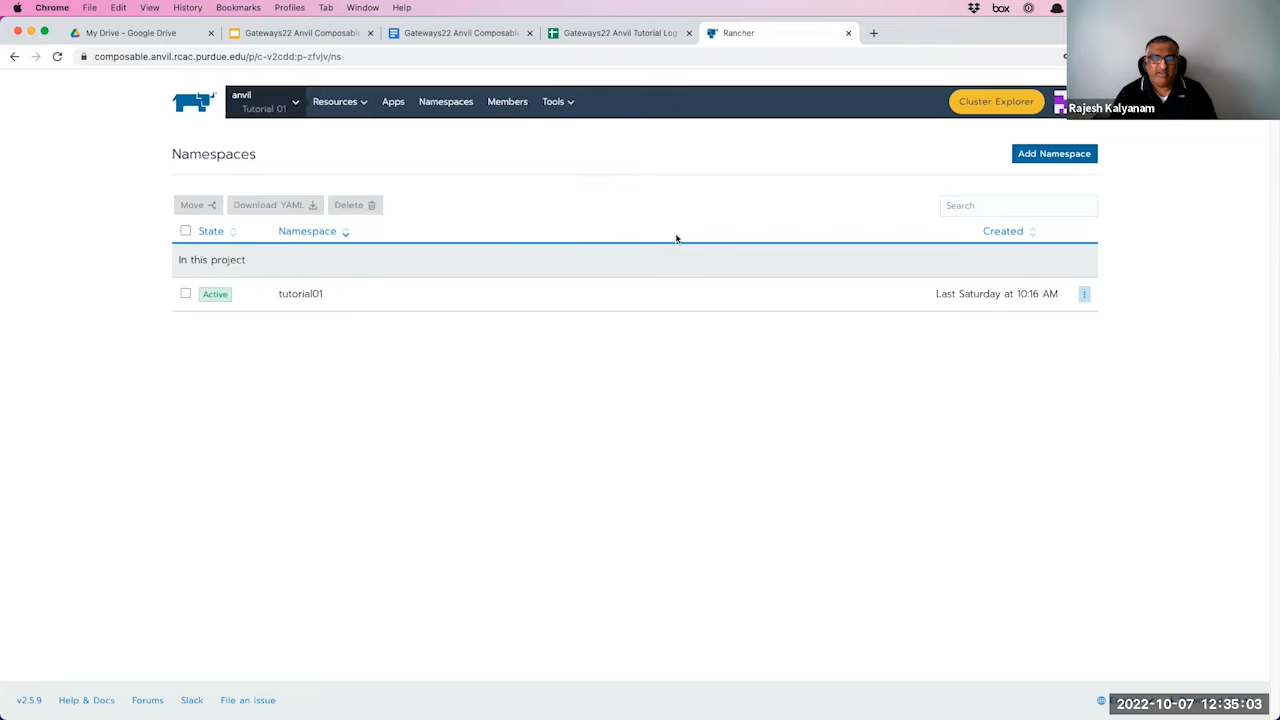 Chrome File Edit View History Bookmarks Profiles Tab Window Help box
My Drive - Google Drive Gateways22 Anvil Composable Gateways22 Anvil Composable Gateways22 Anvil Tutorial Log Rancher
composable.anvil.rcac.purdue.edu/p/c-v2cdd:p-zfvjv/ns
anvil
Tutorial 01 Resources Apps Namespaces Members Tools Cluster Explorer
Rajesh Kalyanam
Namespaces Add Namespace
Move Download YAML Delete Search
State Namespace Created
In this project
Active tutorial01 Last Saturday at 10:16 AM
v2.5.9 Help & Docs Forums Slack File an issue
2022-10-07 12:35:03